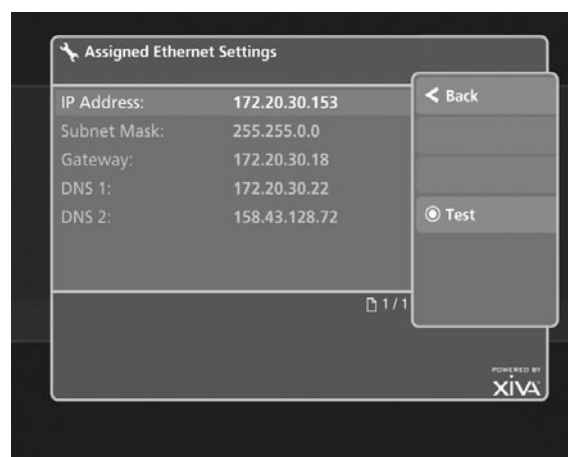 Assigned Ethernet Settings
IP Address: 172.20.30.153
Subnet Mask: 255.255.0.0
Gateway: 172.20.30.18
DNS 1: 172.20.30.22
DNS 2: 158.43.128.72
1/1
< Back
Test
POWERED BY
XIVA